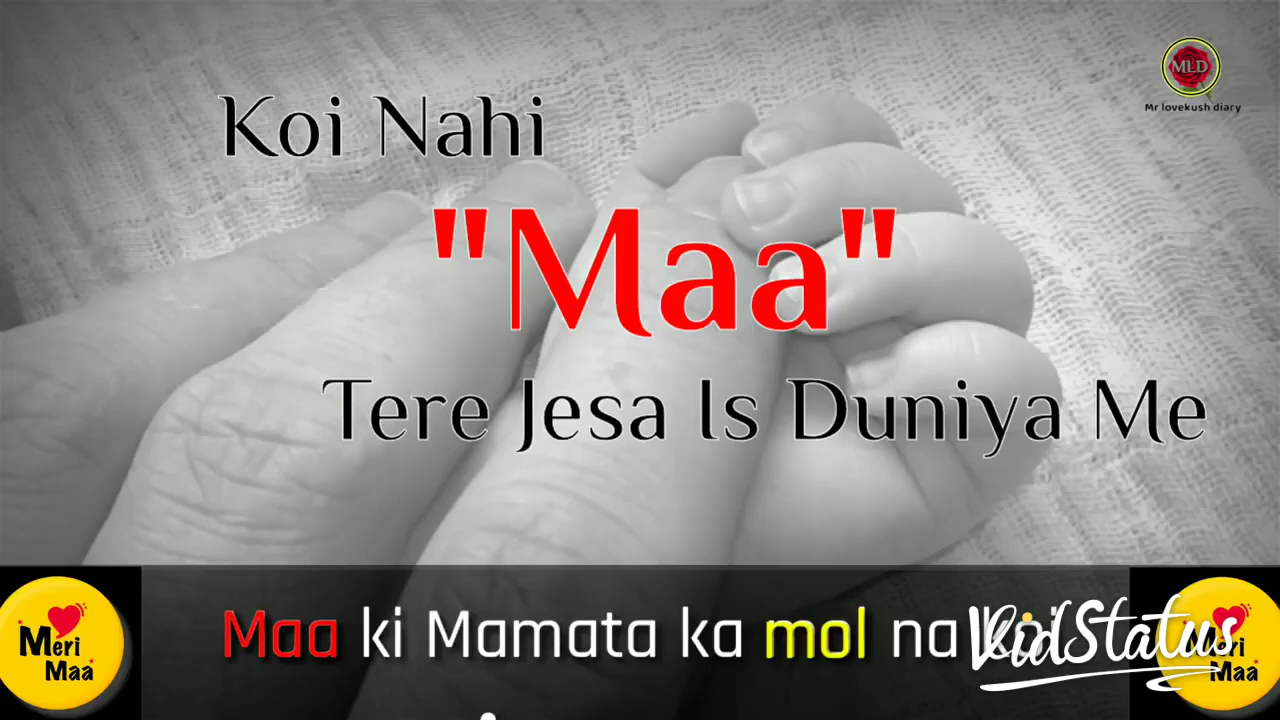 MLD
Mr lovekush diary
Koi Nahi
"Maa"
Tere Jesa Is Duniya Me
Maa ki Mamata ka mol na
VidStatus
Meri
Maa
Meri
Maa